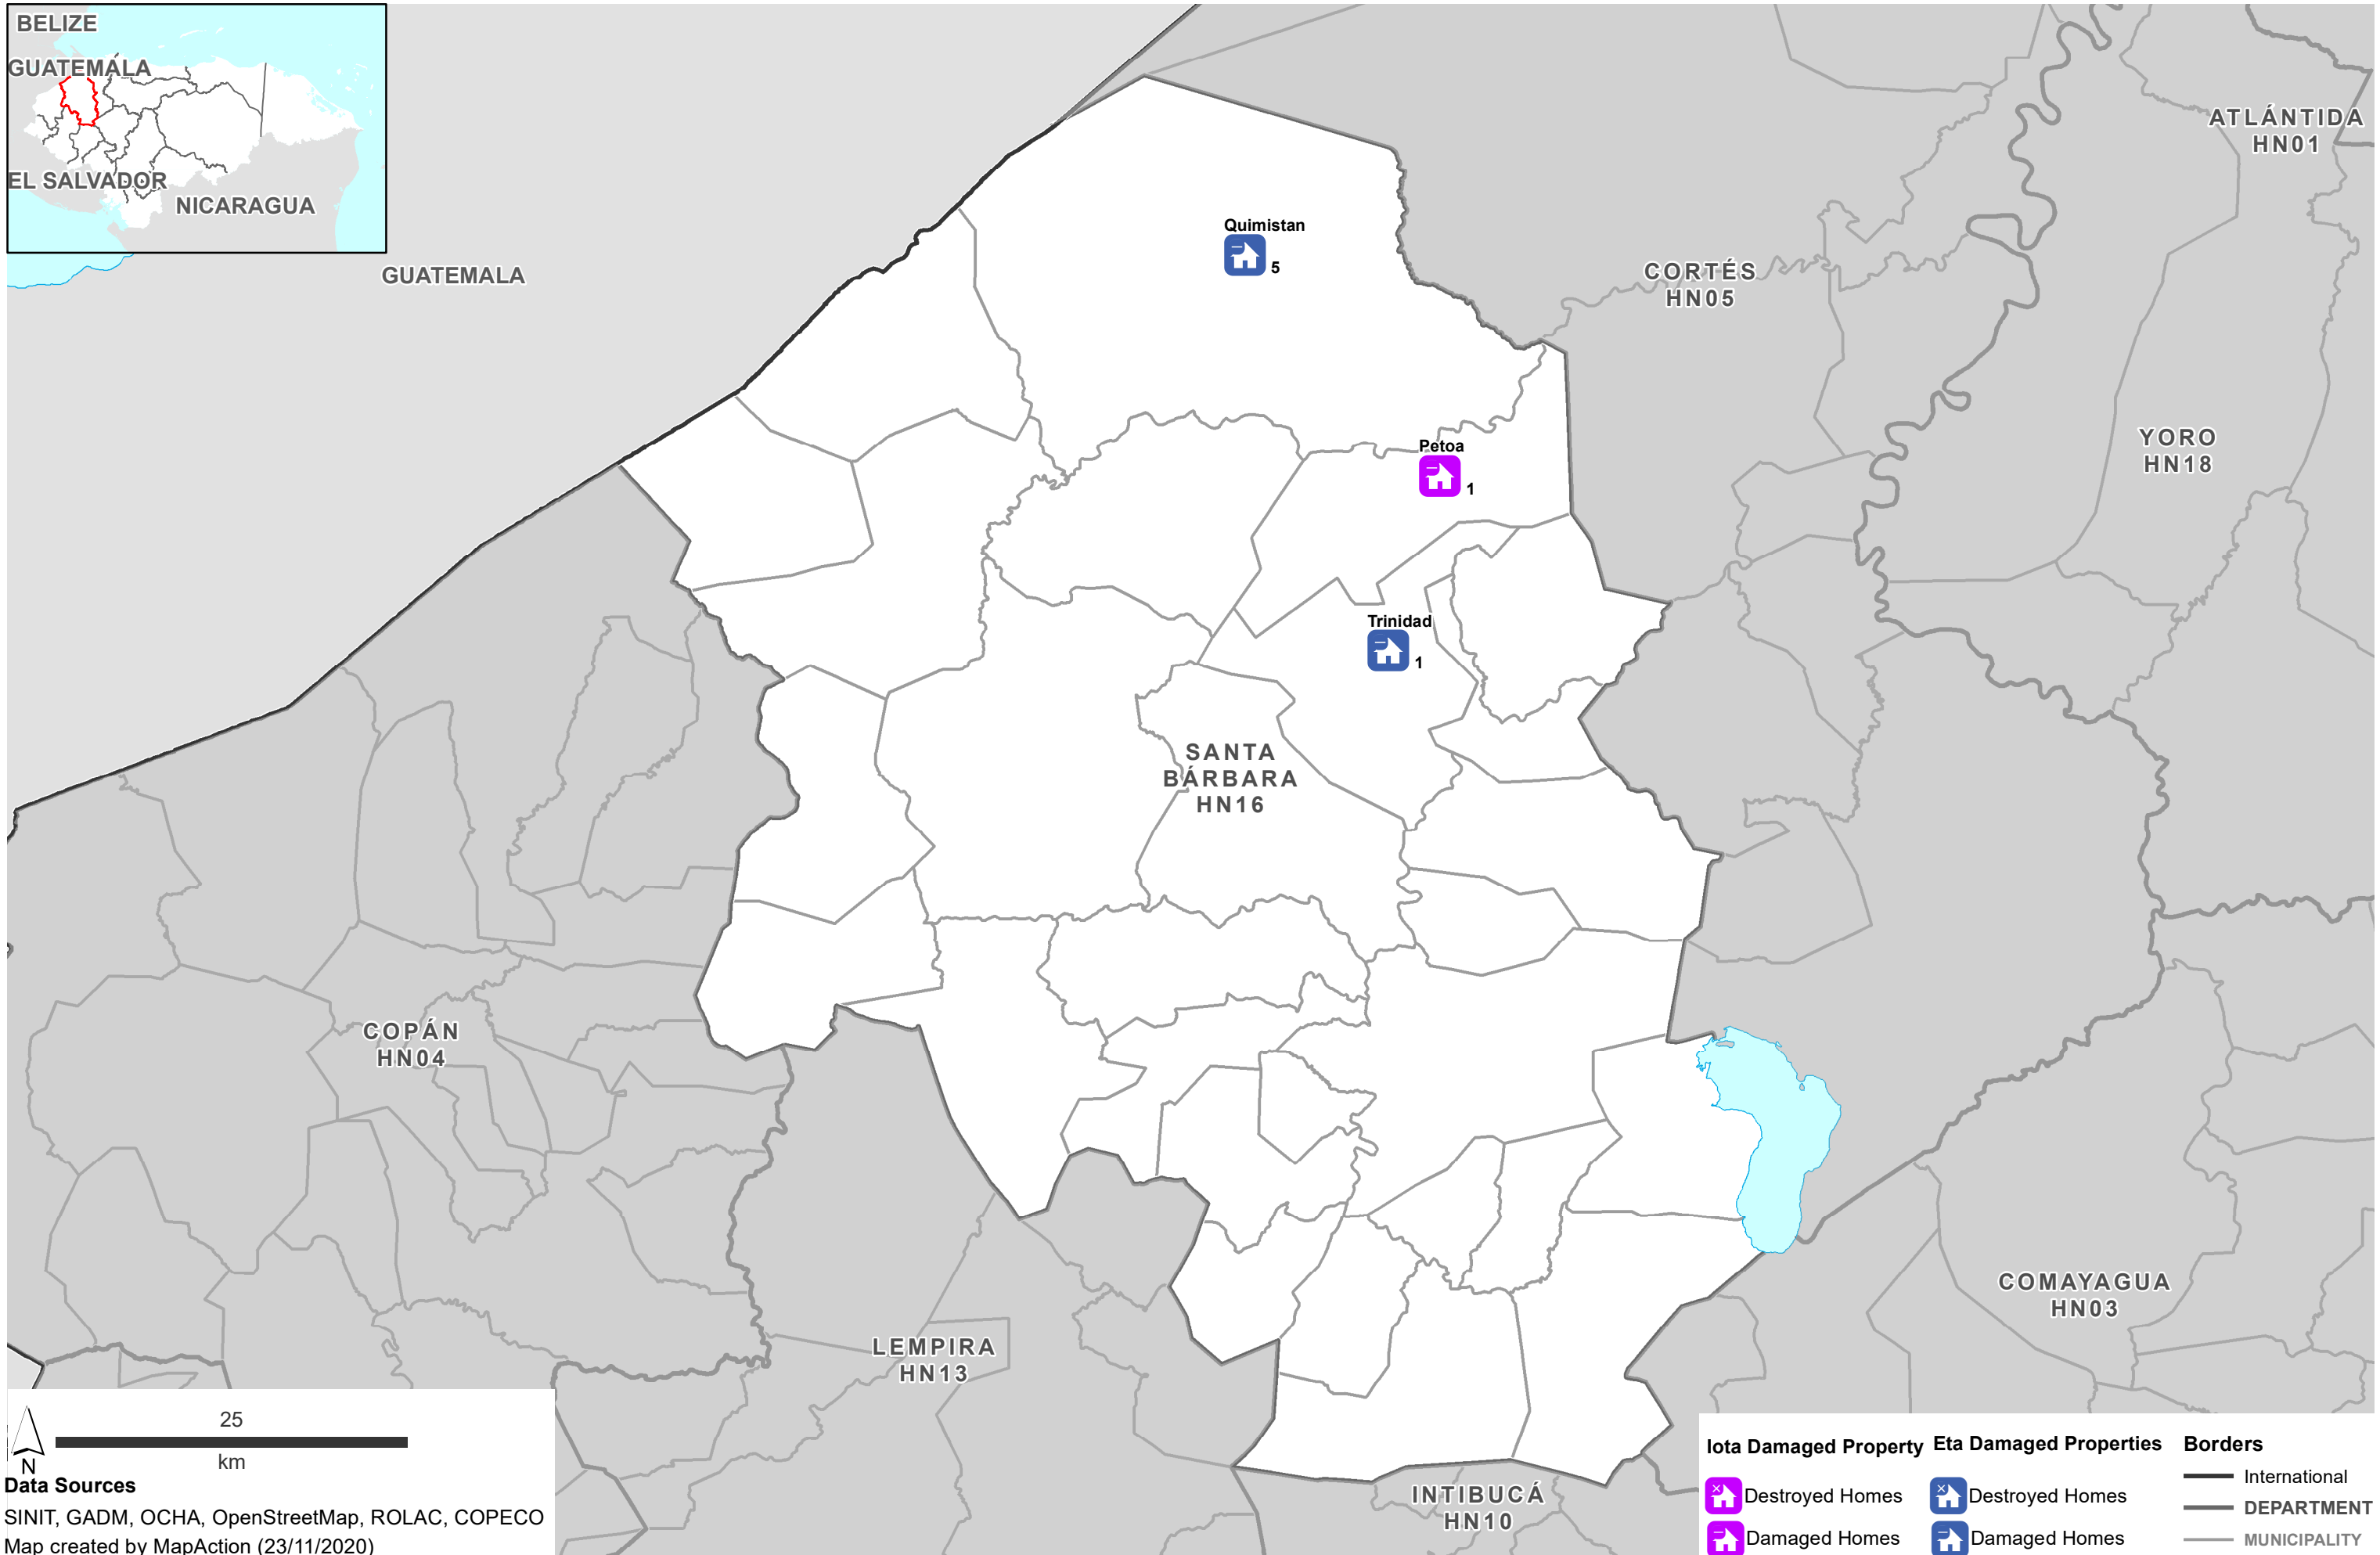 BELIZE
GUATEMALA
EL SALVADOR
NICARAGUA
GUATEMALA
ATLÁNTIDA
HN01
Quimistan
5
CORTÉS
HN05
YORO
HN18
Petoa
1
Trinidad
1
SANTA
BÁRBARA
HN16
COPÁN
HN04
COMAYAGUA
HN03
LEMPIRA
HN13
INTIBUCÁ
HN10
25
km
N
Data Sources
SINIT, GADM, OCHA, OpenStreetMap, ROLAC, COPECO
Map created by MapAction (23/11/2020)
Iota Damaged Property
Destroyed Homes
Damaged Homes
Eta Damaged Properties
Destroyed Homes
Damaged Homes
Borders
International
DEPARTMENT
MUNICIPALITY